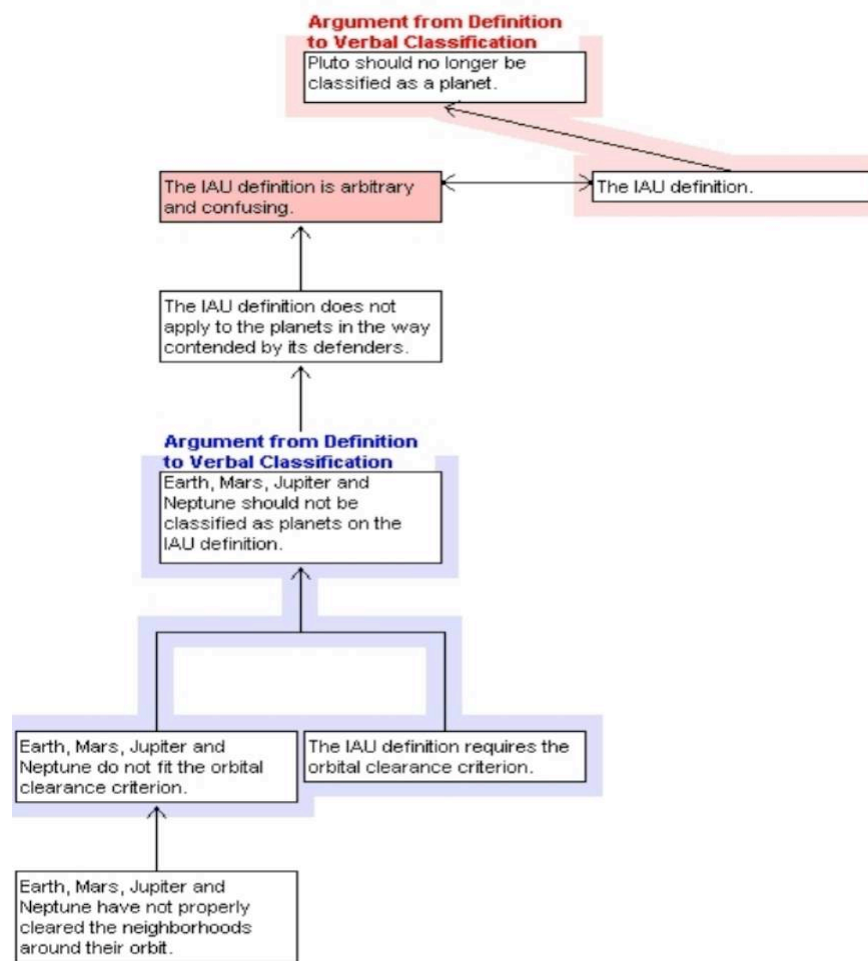 Argument from Definition
to Verbal Classification
Pluto should no longer be
classified as a planet.
The IAU definition is arbitrary
and confusing.
The IAU definition.
The IAU definition does not
apply to the planets in the way
contended by its defenders.
Argument from Definition
to Verbal Classification
Earth, Mars, Jupiter and
Neptune should not be
classified as planets on the
IAU definition.
Earth, Mars, Jupiter and
Neptune do not fit the orbital
clearance criterion.
The IAU definition requires the
orbital clearance criterion.
Earth, Mars, Jupiter and
Neptune have not properly
cleared the neighborhoods
around their orbit.